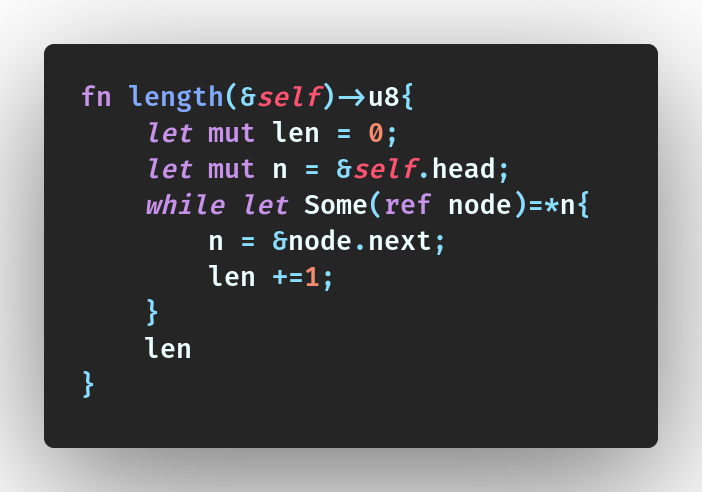 fn length(&self)->u8{
    let mut len = 0;
    let mut n = &self.head;
    while let Some(ref node)=*n{
        n = &node.next;
        len +=1;
    }
    len
}